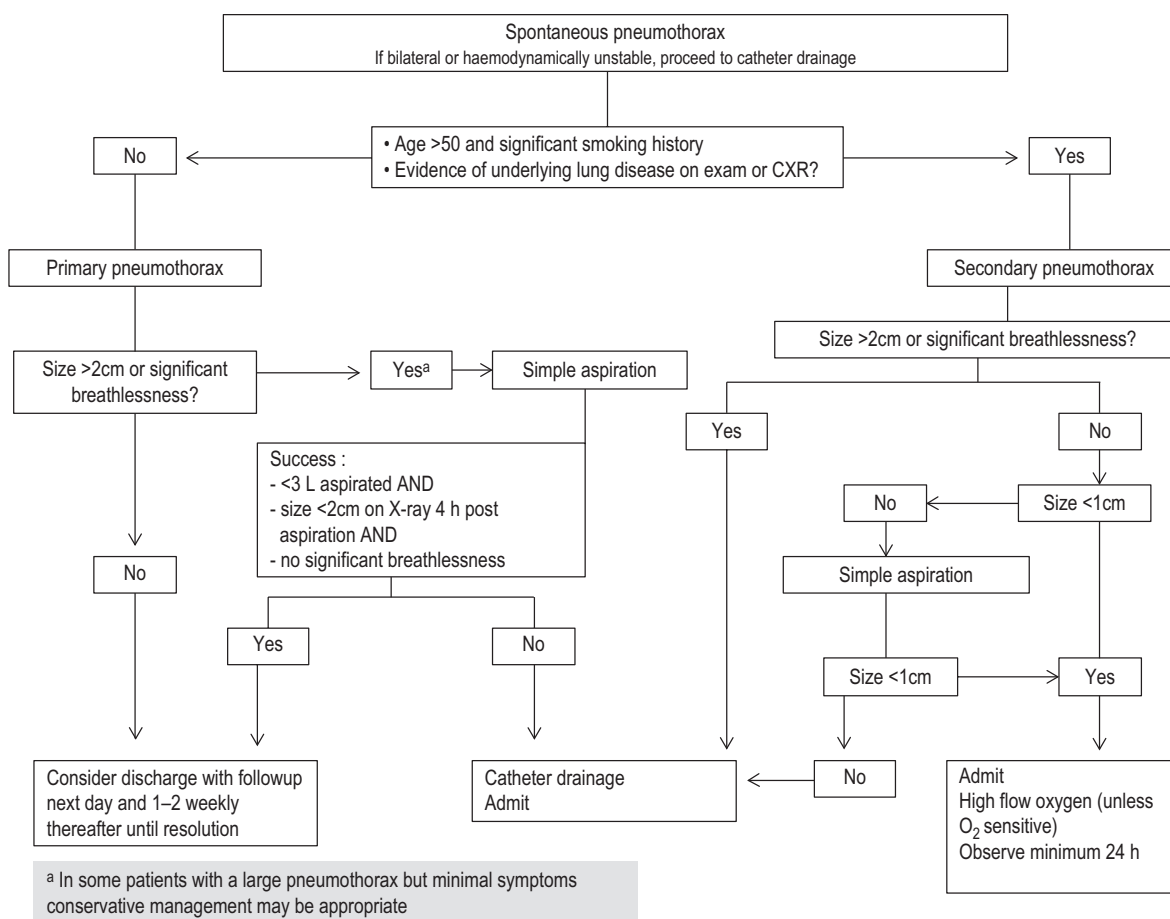 Spontaneous pneumothorax
If bilateral or haemodynamically unstable, proceed to catheter drainage
• Age >50 and significant smoking history
• Evidence of underlying lung disease on exam or CXR?
No
Yes
Primary pneumothorax
Secondary pneumothorax
Size >2cm or significant
breathlessness?
Yesᵃ
Simple aspiration
Size >2cm or significant breathlessness?
Success :
- <3 L aspirated AND
- size <2cm on X-ray 4 h post
aspiration AND
- no significant breathlessness
Yes
No
No
Size <1cm
No
Simple aspiration
Yes
No
Size <1cm
Yes
No
Consider discharge with followup
next day and 1–2 weekly
thereafter until resolution
Catheter drainage
Admit
Admit
High flow oxygen (unless
O₂ sensitive)
Observe minimum 24 h
ᵃ In some patients with a large pneumothorax but minimal symptoms
conservative management may be appropriate